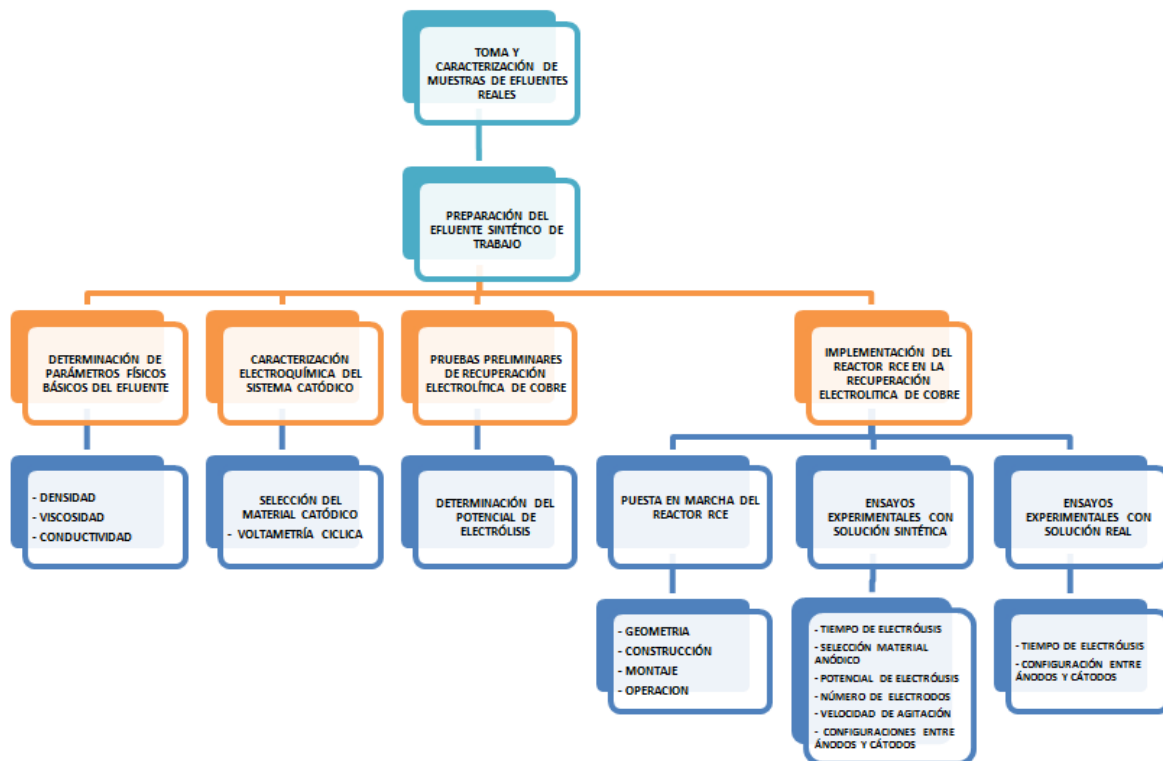 TOMA Y
CARACTERIZACIÓN DE
MUESTRAS DE EFLUENTES
REALES
PREPARACIÓN DEL
EFLUENTE SINTÉTICO DE
TRABAJO
DETERMINACIÓN DE
PARÁMETROS FÍSICOS
BÁSICOS DEL EFLUENTE
CARACTERIZACIÓN
ELECTROQUÍMICA DEL
SISTEMA CATÓDICO
PRUEBAS PRELIMINARES
DE RECUPERACIÓN
ELECTROLÍTICA DE COBRE
IMPLEMENTACIÓN DEL
REACTOR RCE EN LA
RECUPERACIÓN
ELECTROLITICA DE COBRE
- DENSIDAD
- VISCOSIDAD
- CONDUCTIVIDAD
SELECCIÓN DEL
MATERIAL CATÓDICO
- VOLTAMETRÍA CICLICA
DETERMINACIÓN DEL
POTENCIAL DE
ELECTRÓLISIS
PUESTA EN MARCHA DEL
REACTOR RCE
ENSAYOS
EXPERIMENTALES CON
SOLUCIÓN SINTÉTICA
ENSAYOS
EXPERIMENTALES CON
SOLUCIÓN REAL
- GEOMETRIA
- CONSTRUCCIÓN
- MONTAJE
- OPERACION
- TIEMPO DE ELECTRÓLISIS
- SELECCIÓN MATERIAL
ANÓDICO
- POTENCIAL DE ELECTRÓLISIS
- NÚMERO DE ELECTRODOS
- VELOCIDAD DE AGITACIÓN
- CONFIGURACIONES ENTRE
ÁNODOS Y CÁTODOS
- TIEMPO DE ELECTRÓLISIS
- CONFIGURACIÓN ENTRE
ÁNODOS Y CÁTODOS